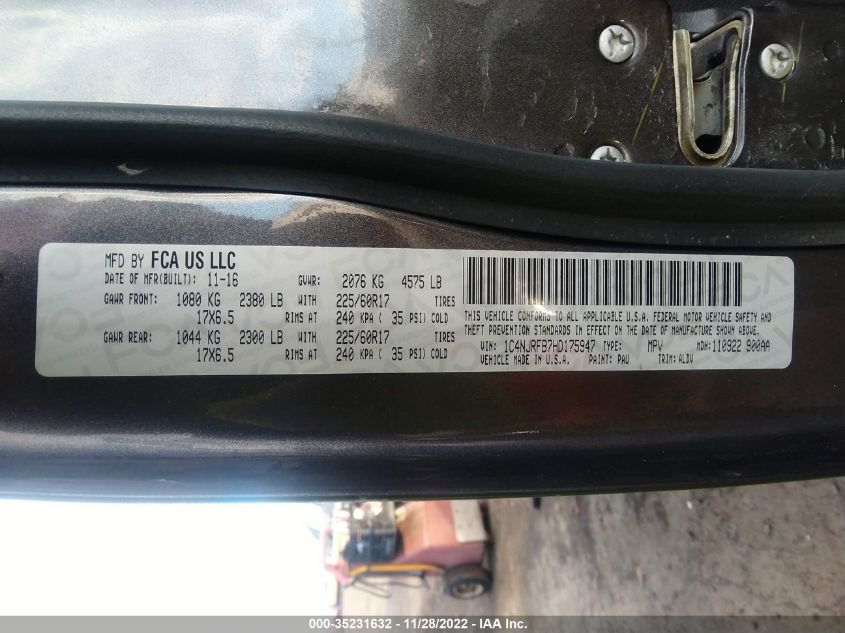 MFD BY FCA US LLC
DATE OF MFR(BUILT): 11-16 GVWR: 2076 KG 4575 LB
GAWR FRONT: 1080 KG 2380 LB WITH 225/60R17 TIRES
17X6.5 RIMS AT 240 KPA ( 35 PSI) COLD
GAWR REAR: 1044 KG 2300 LB WITH 225/60R17 TIRES
17X6.5 RIMS AT 240 KPA ( 35 PSI) COLD
THIS VEHICLE CONFORMS TO ALL APPLICABLE U.S.A. FEDERAL MOTOR VEHICLE SAFETY AND
THEFT PREVENTION STANDARDS IN EFFECT ON THE DATE OF MANUFACTURE SHOWN ABOVE.
VIN: 1C4NJRFB7HD175947 TYPE: MPV MDH: 110922 900AA
VEHICLE MADE IN U.S.A. PAINT: PAU TRIM: ALDV
000-35231632 - 11/28/2022 - IAA Inc.